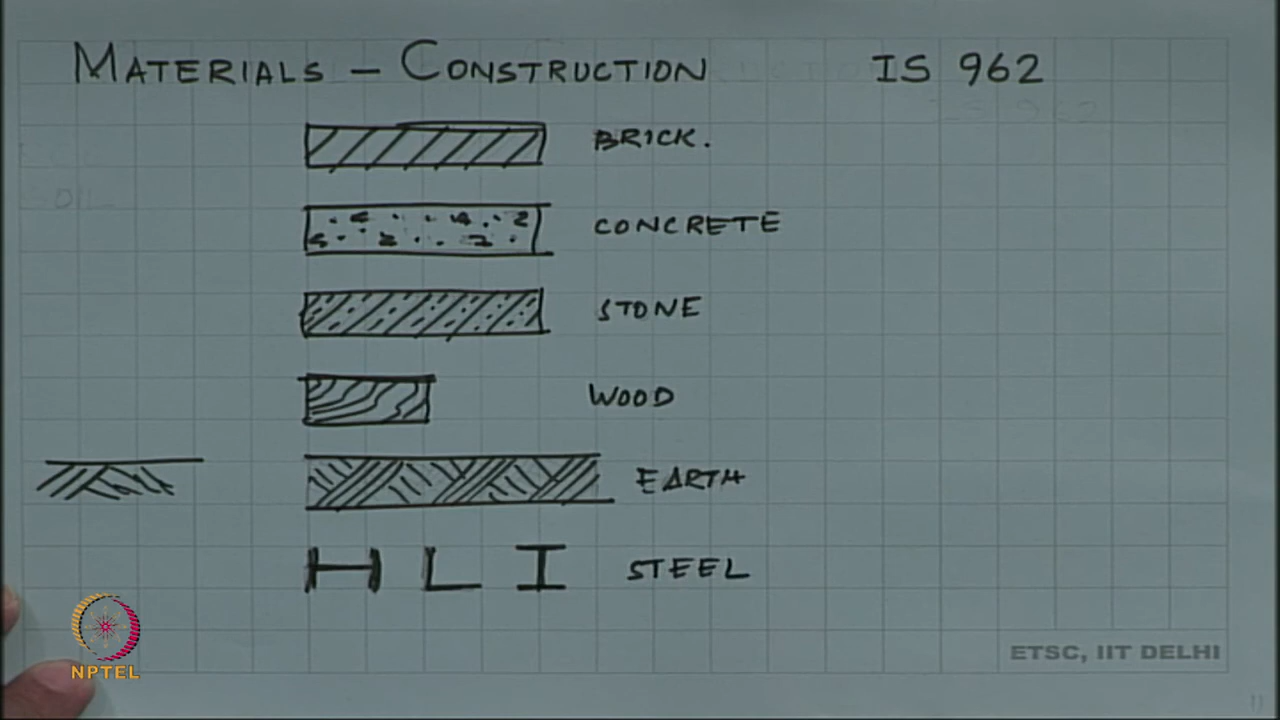 MATERIALS – CONSTRUCTION IS 962
BRICK.
CONCRETE
STONE
WOOD
EARTH
STEEL
NPTEL
ETSC, IIT DELHI